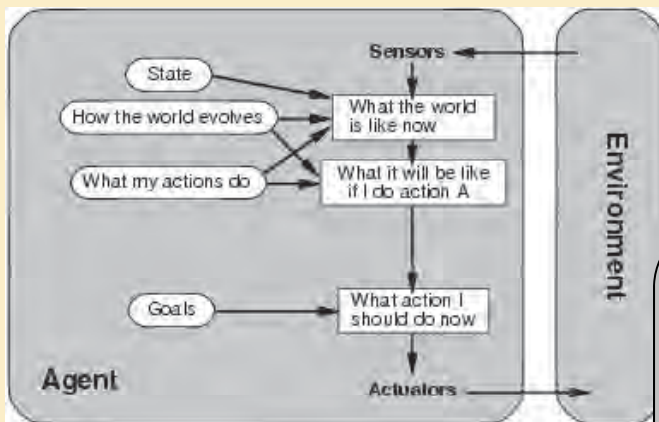 Sensors
State
What the world
is like now
How the world evolves
What it will be like
if I do action A
What my actions do
Goals
What action I
should do now
Agent
Actuators
Environment